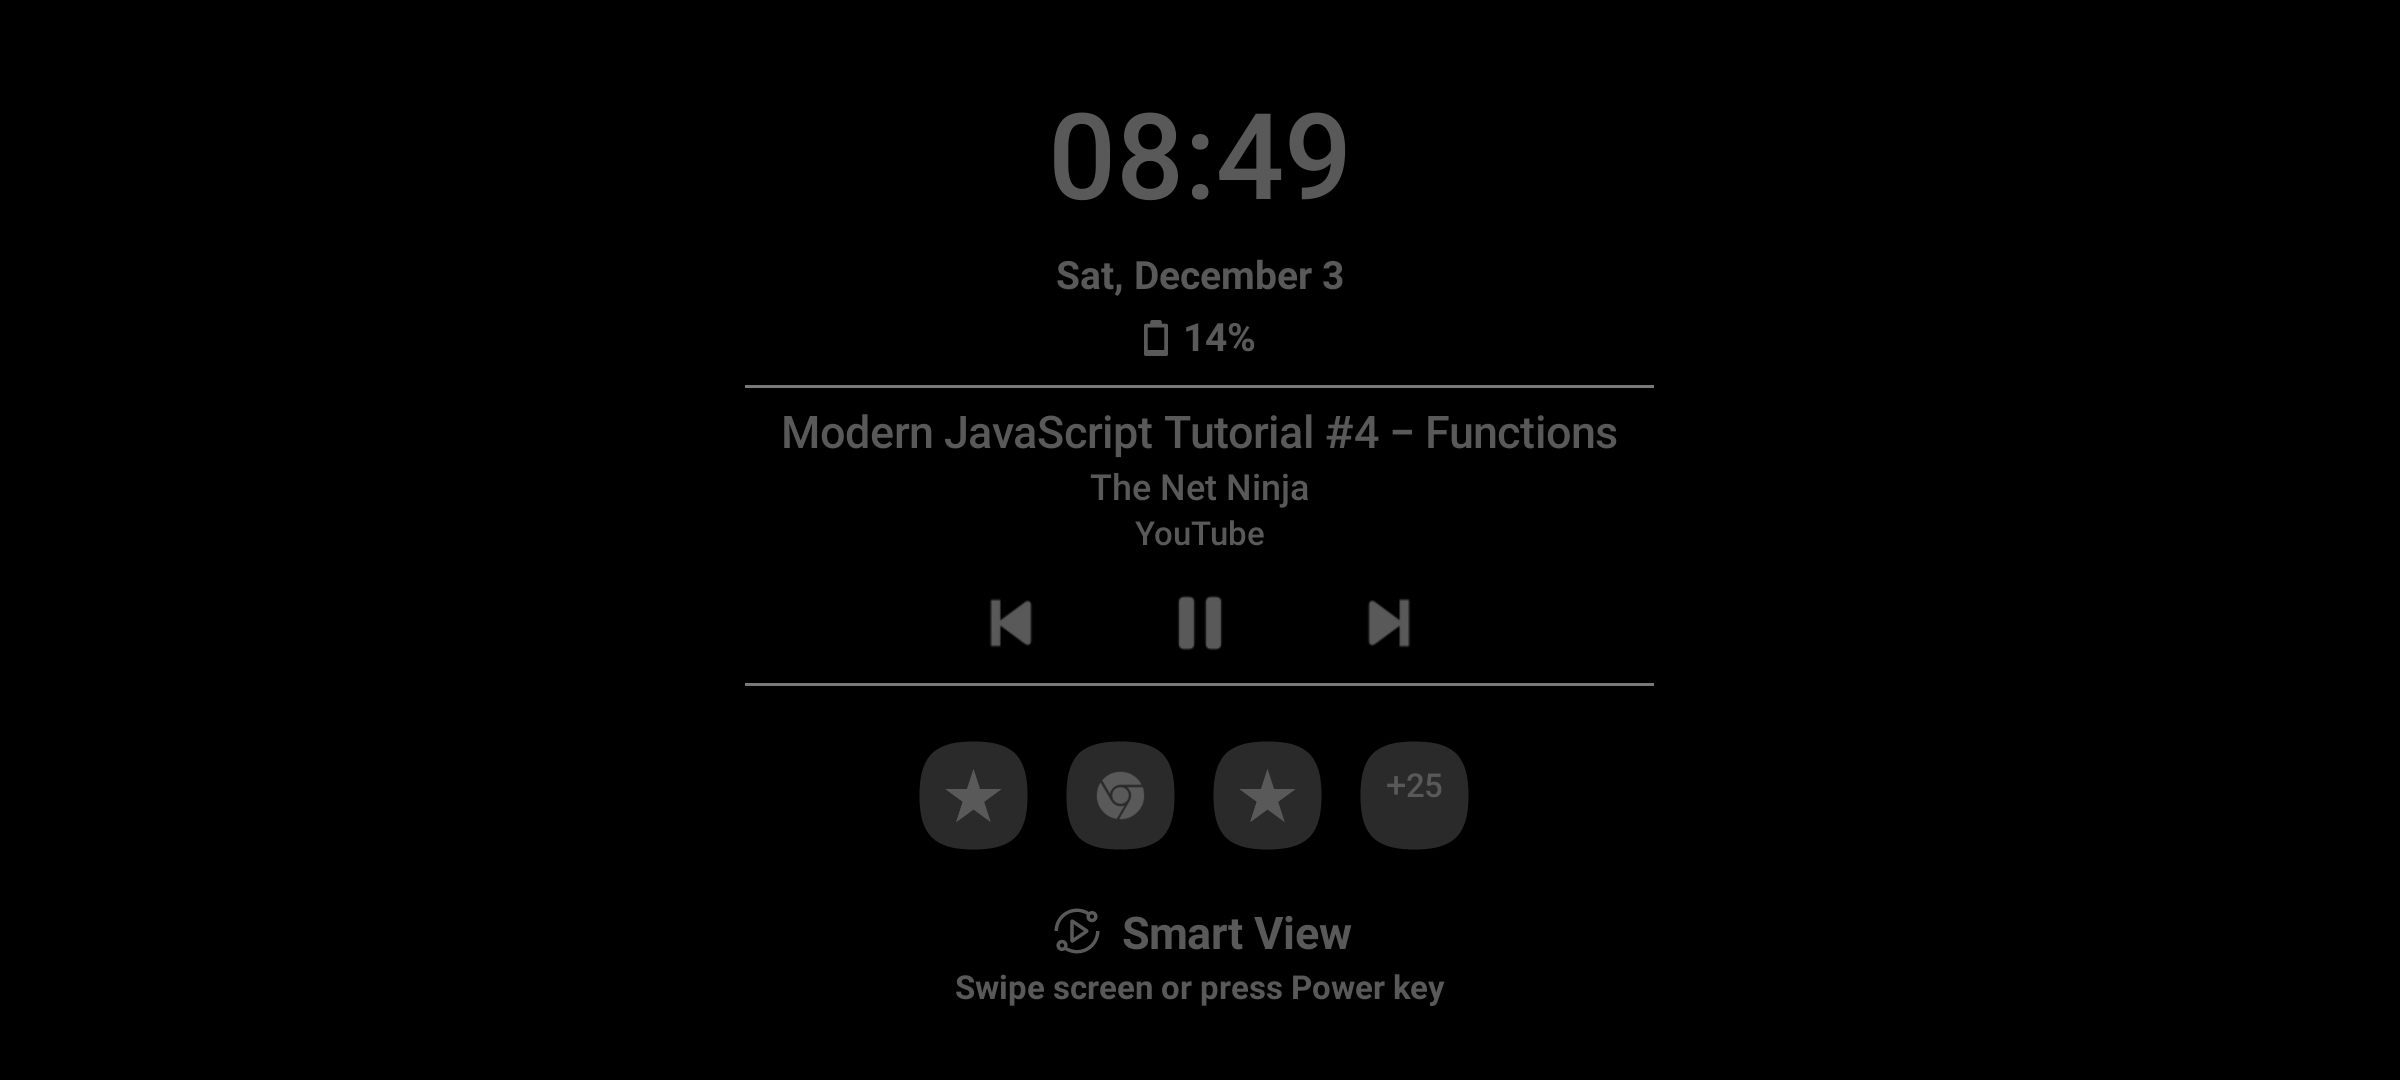 08:49
Sat, December 3
14%
Modern JavaScript Tutorial #4 – Functions
The Net Ninja
YouTube
+25
Smart View
Swipe screen or press Power key